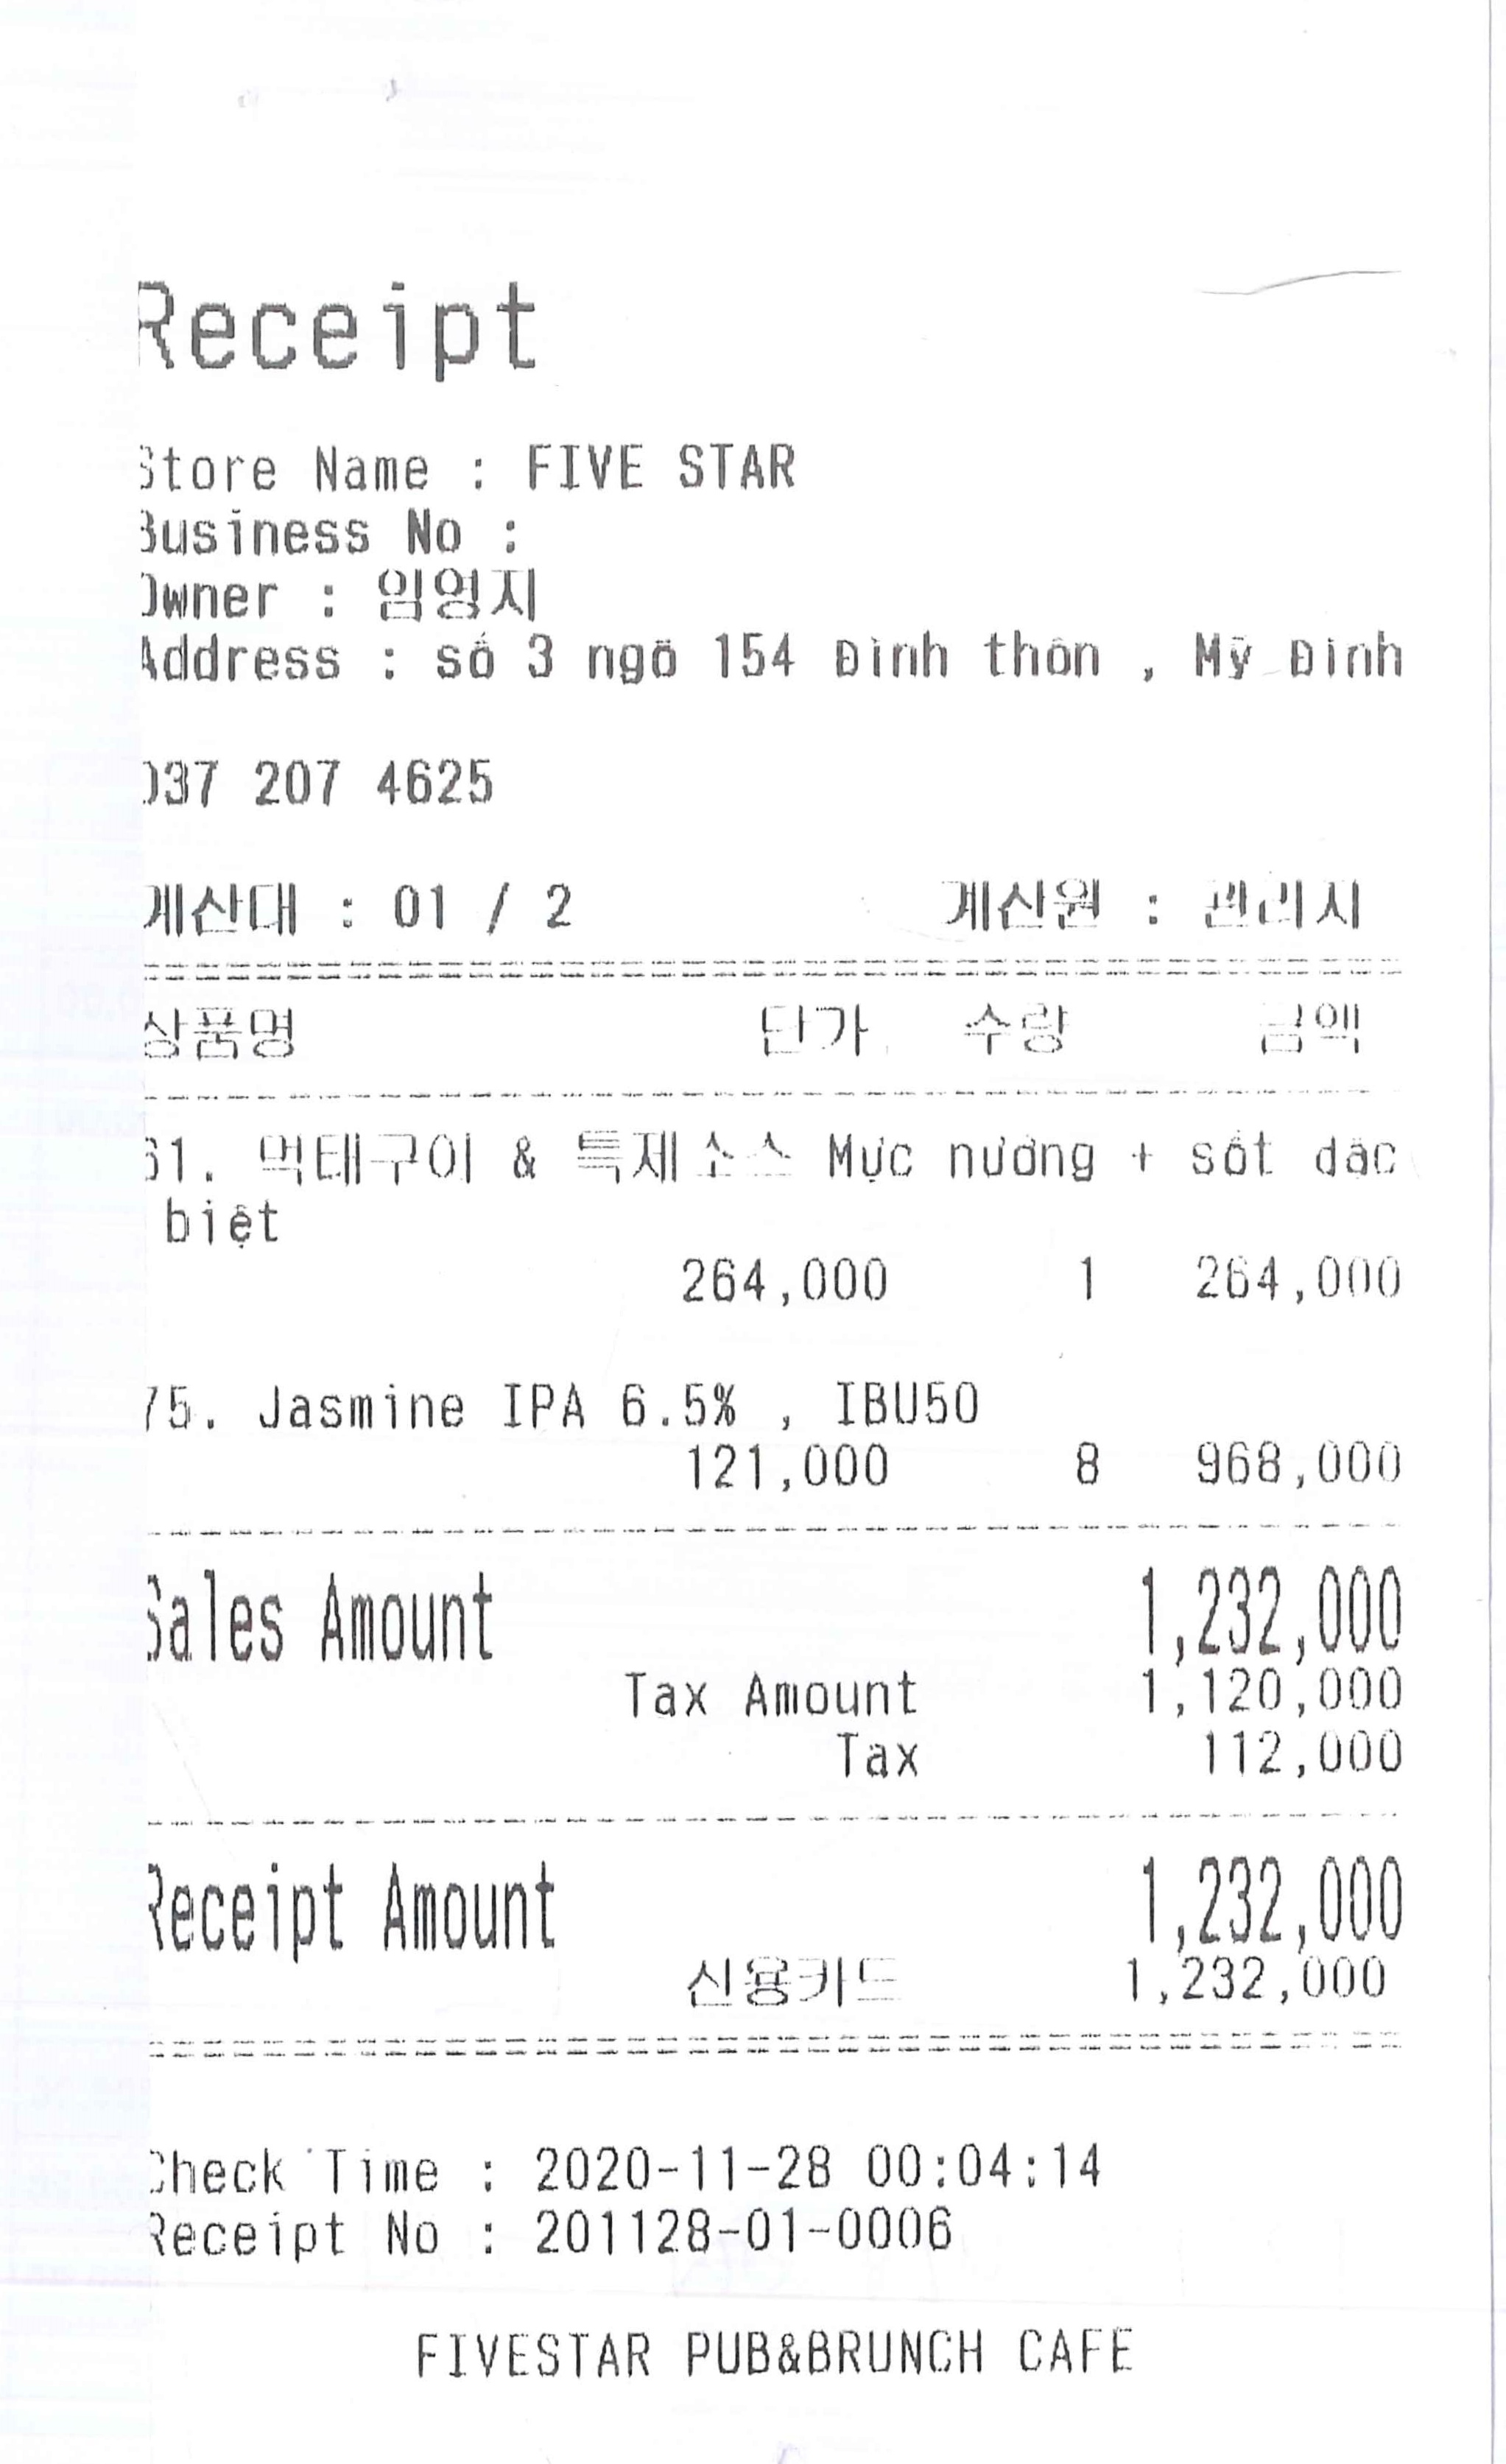 Receipt
Store Name : FIVE STAR
Business No :
Owner : 임영지
Address : số 3 ngõ 154 Đình thôn , Mỹ Đình
037 207 4625
계산대 : 01 / 2 계산원 : 관리자
상품명 단가 수량 금액
61. 먹태구이 & 특제소스 Mực nướng + sốt đặc
biệt
264,000 1 264,000
75. Jasmine IPA 6.5% , IBU50
121,000 8 968,000
Sales Amount 1,232,000
Tax Amount 1,120,000
Tax 112,000
Receipt Amount 1,232,000
신용카드 1,232,000
Check Time : 2020-11-28 00:04:14
Receipt No : 201128-01-0006
FIVESTAR PUB&BRUNCH CAFE